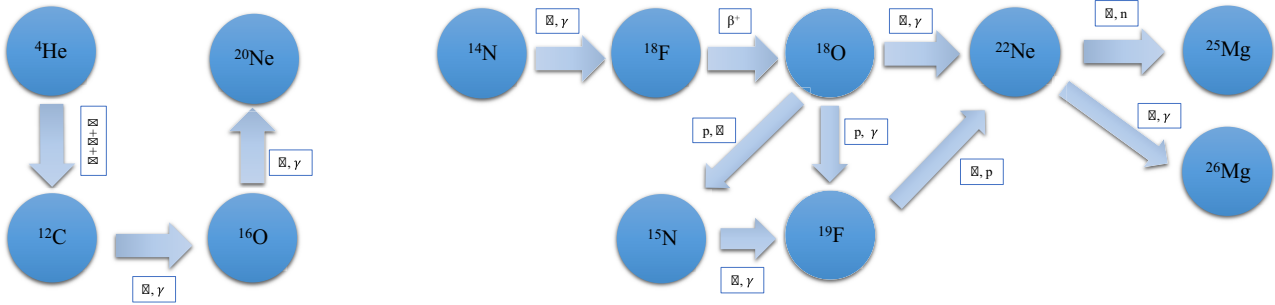 ⁴He
²⁰Ne
¹⁴N
�, γ
¹⁸F
β⁺
¹⁸O
�, γ
²²Ne
�, n
²⁵Mg
�+�+�
�, γ
p, �
p, γ
�, p
�, γ
²⁶Mg
¹²C
�, γ
¹⁶O
¹⁵N
�, γ
¹⁹F